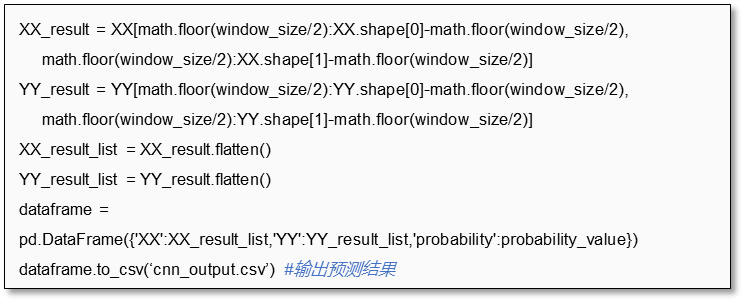 XX_result = XX[math.floor(window_size/2):XX.shape[0]-math.floor(window_size/2),
math.floor(window_size/2):XX.shape[1]-math.floor(window_size/2)]
YY_result = YY[math.floor(window_size/2):YY.shape[0]-math.floor(window_size/2),
math.floor(window_size/2):YY.shape[1]-math.floor(window_size/2)]
XX_result_list = XX_result.flatten()
YY_result_list = YY_result.flatten()
dataframe =
pd.DataFrame({'XX':XX_result_list,'YY':YY_result_list,'probability':probability_value})
dataframe.to_csv(‘cnn_output.csv’) #输出预测结果